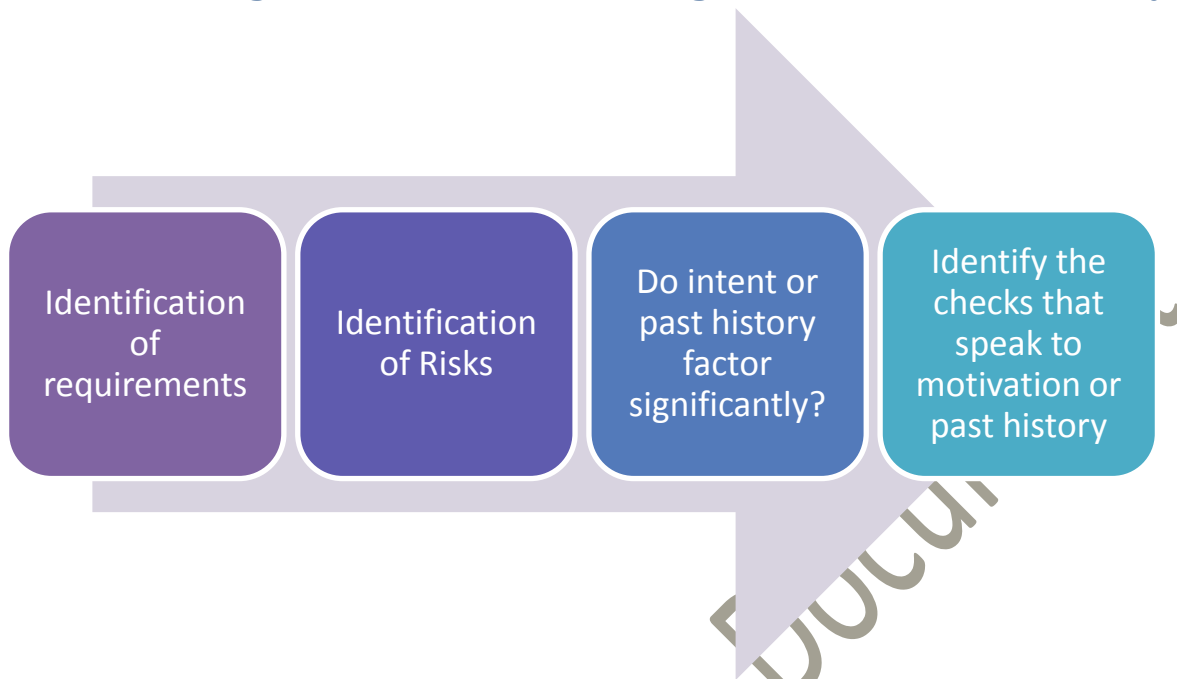 Identification
of
requirements
Identification
of Risks
Do intent or
past history
factor
significantly?
Identify the
checks that
speak to
motivation or
past history